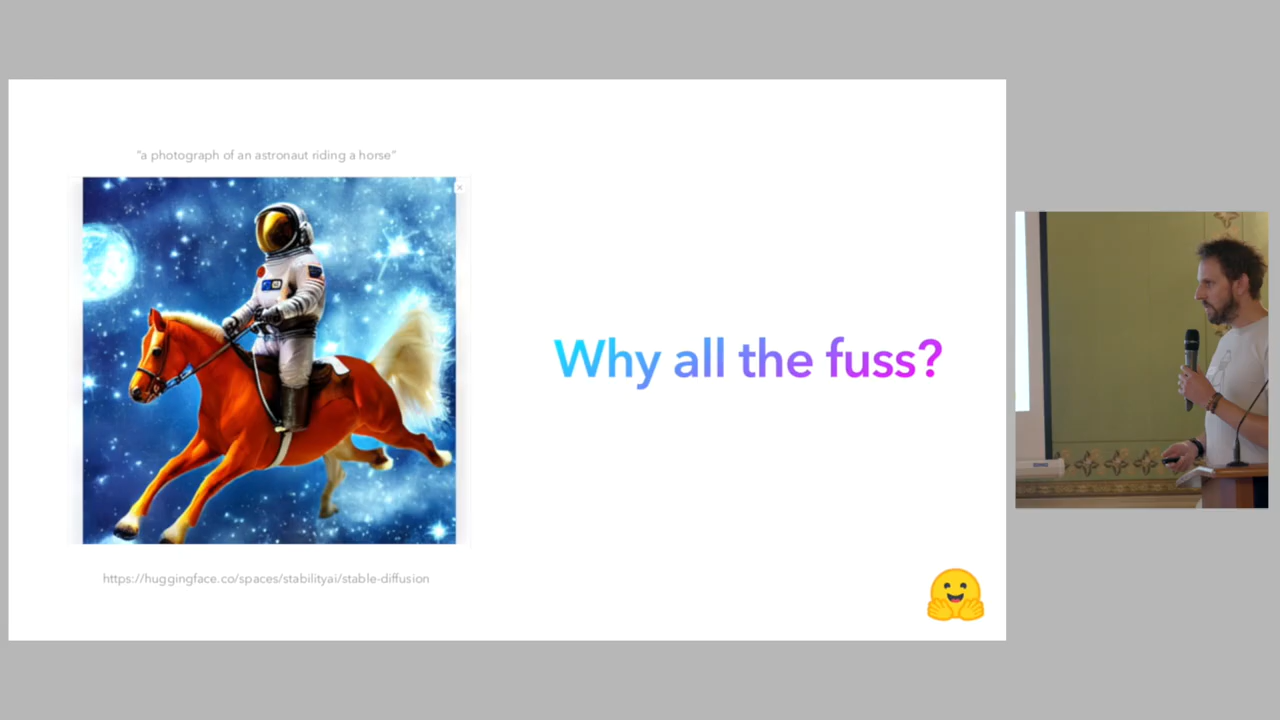 “a photograph of an astronaut riding a horse”
Why all the fuss?
https://huggingface.co/spaces/stabilityai/stable-diffusion